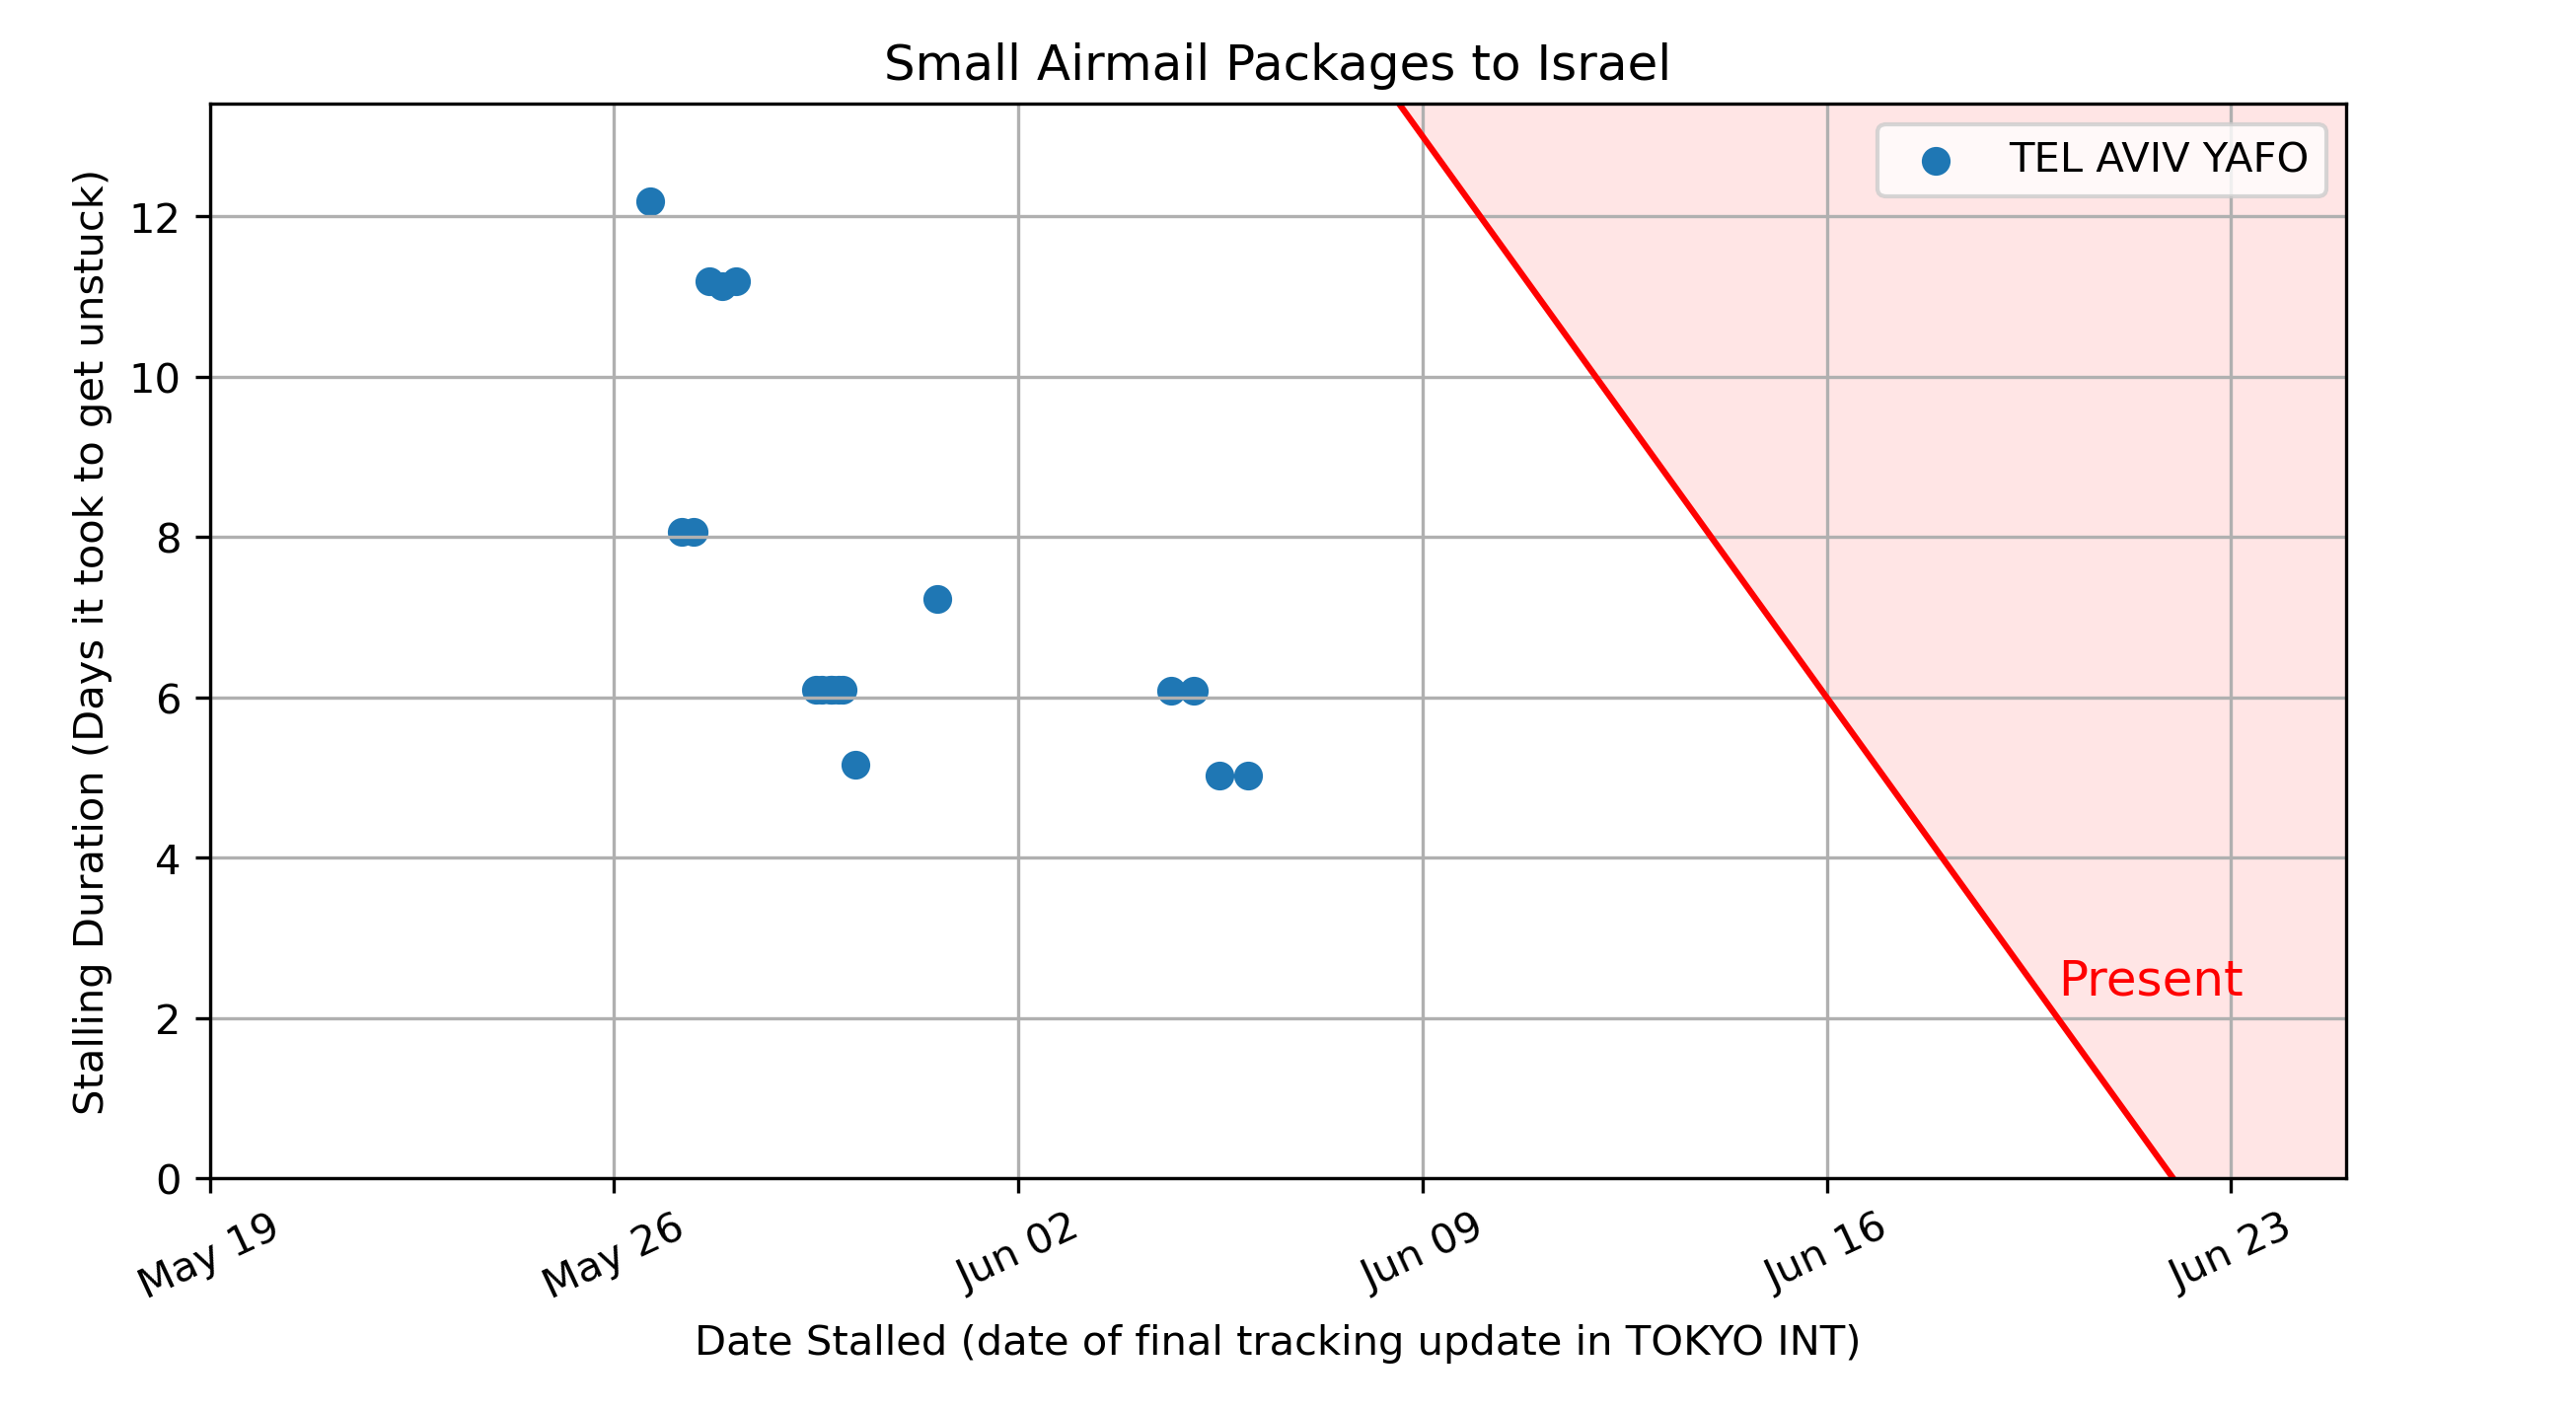 Small Airmail Packages to Israel
TEL AVIV YAFO
Stalling Duration (Days it took to get unstuck)
12
10
8
6
4
2
0
Present
May 19
May 26
Jun 02
Jun 09
Jun 16
Jun 23
Date Stalled (date of final tracking update in TOKYO INT)